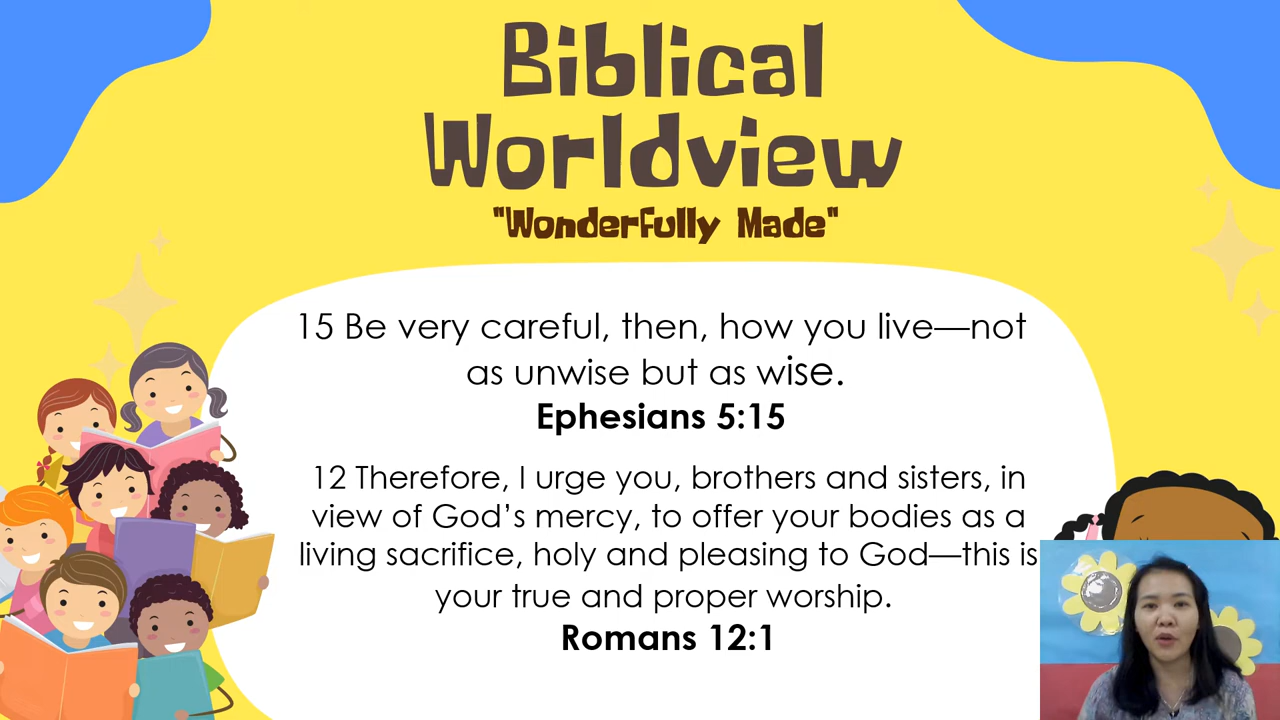 Biblical
Worldview
"Wonderfully Made"
15 Be very careful, then, how you live—not
as unwise but as wise.
Ephesians 5:15
12 Therefore, I urge you, brothers and sisters, in
view of God’s mercy, to offer your bodies as a
living sacrifice, holy and pleasing to God—this is
your true and proper worship.
Romans 12:1